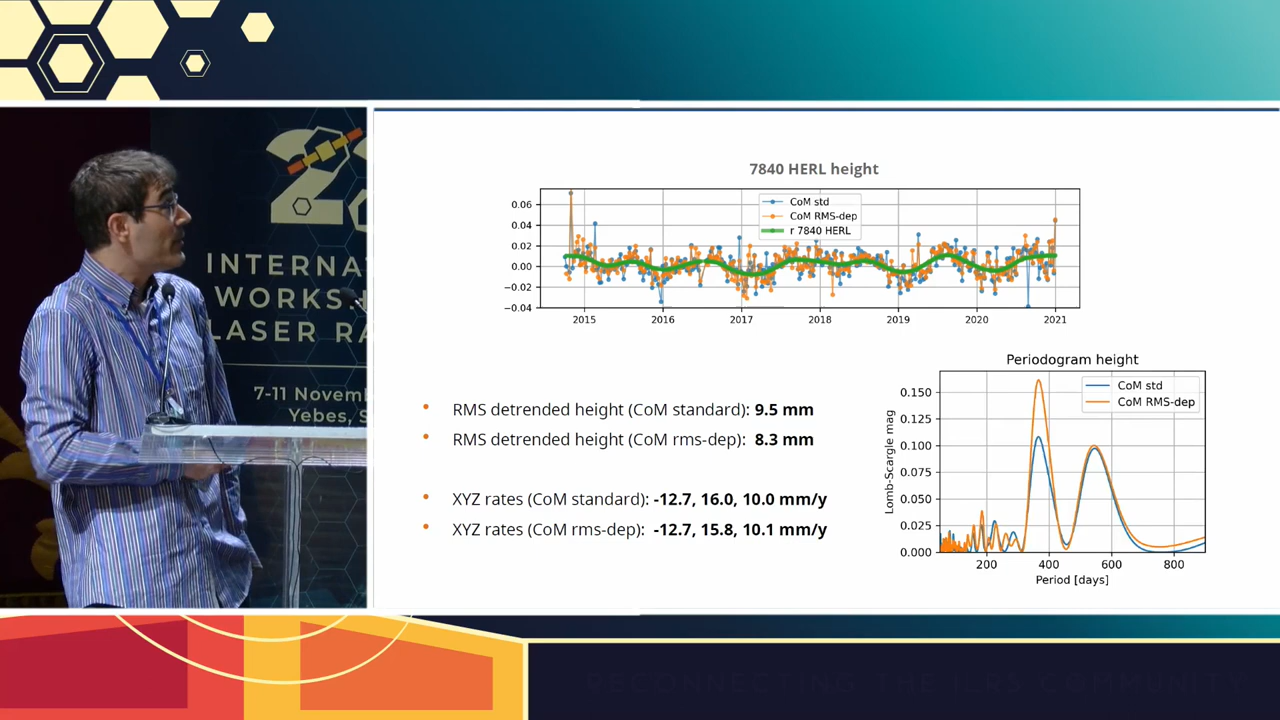 INTERNA
WORKS
LASER RA
7-11 Novemb
Yebes, S
7840 HERL height
CoM std
CoM RMS-dep
r 7840 HERL
0.06
0.04
0.02
0.00
−0.02
−0.04
2015 2016 2017 2018 2019 2020 2021
RMS detrended height (CoM standard): 9.5 mm
RMS detrended height (CoM rms-dep): 8.3 mm
XYZ rates (CoM standard): -12.7, 16.0, 10.0 mm/y
XYZ rates (CoM rms-dep): -12.7, 15.8, 10.1 mm/y
Periodogram height
CoM std
CoM RMS-dep
Lomb-Scargle mag
0.150
0.125
0.100
0.075
0.050
0.025
0.000
200 400 600 800
Period [days]
RECONNECTING THE ILRS COMMUNITY